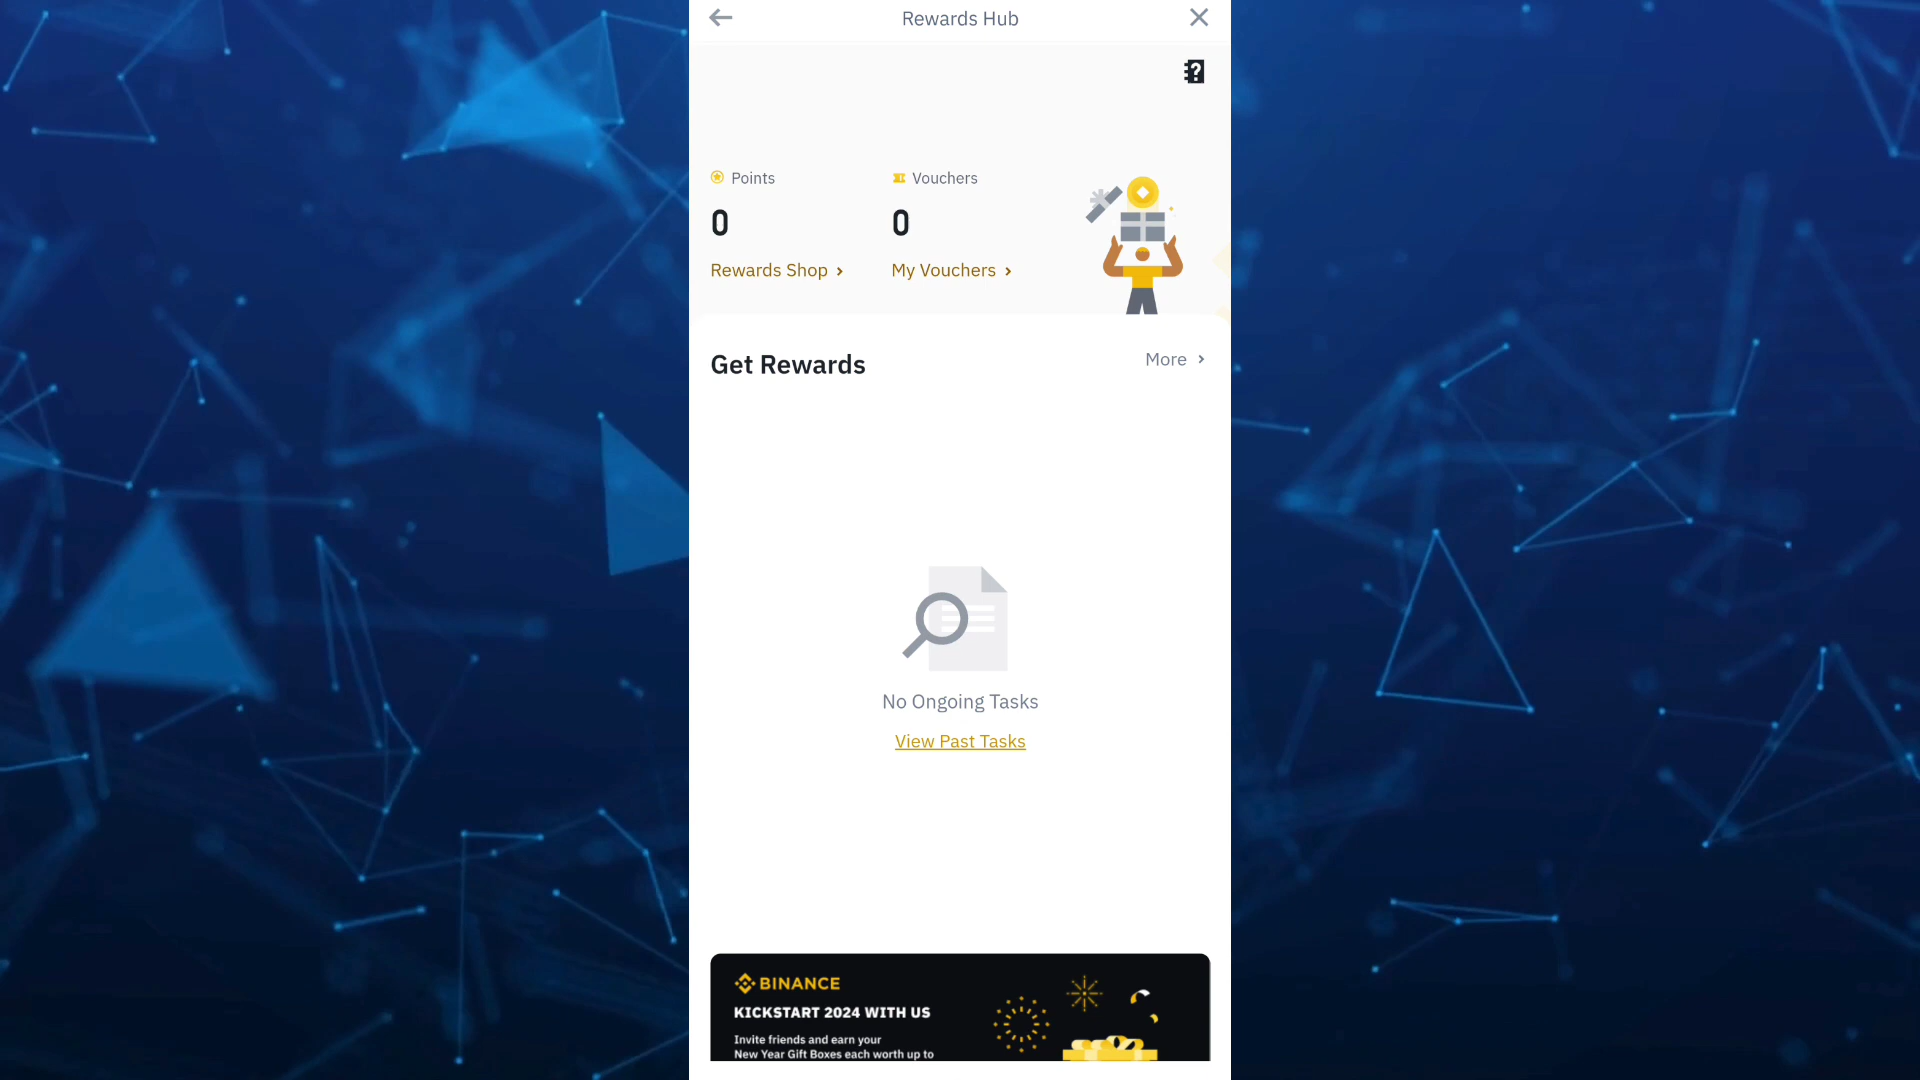 Rewards Hub
Points
Vouchers
0
0
Rewards Shop
My Vouchers
Get Rewards
More
No Ongoing Tasks
View Past Tasks
BINANCE
KICKSTART 2024 WITH US
Invite friends and earn your
New Year Gift Boxes each worth up to